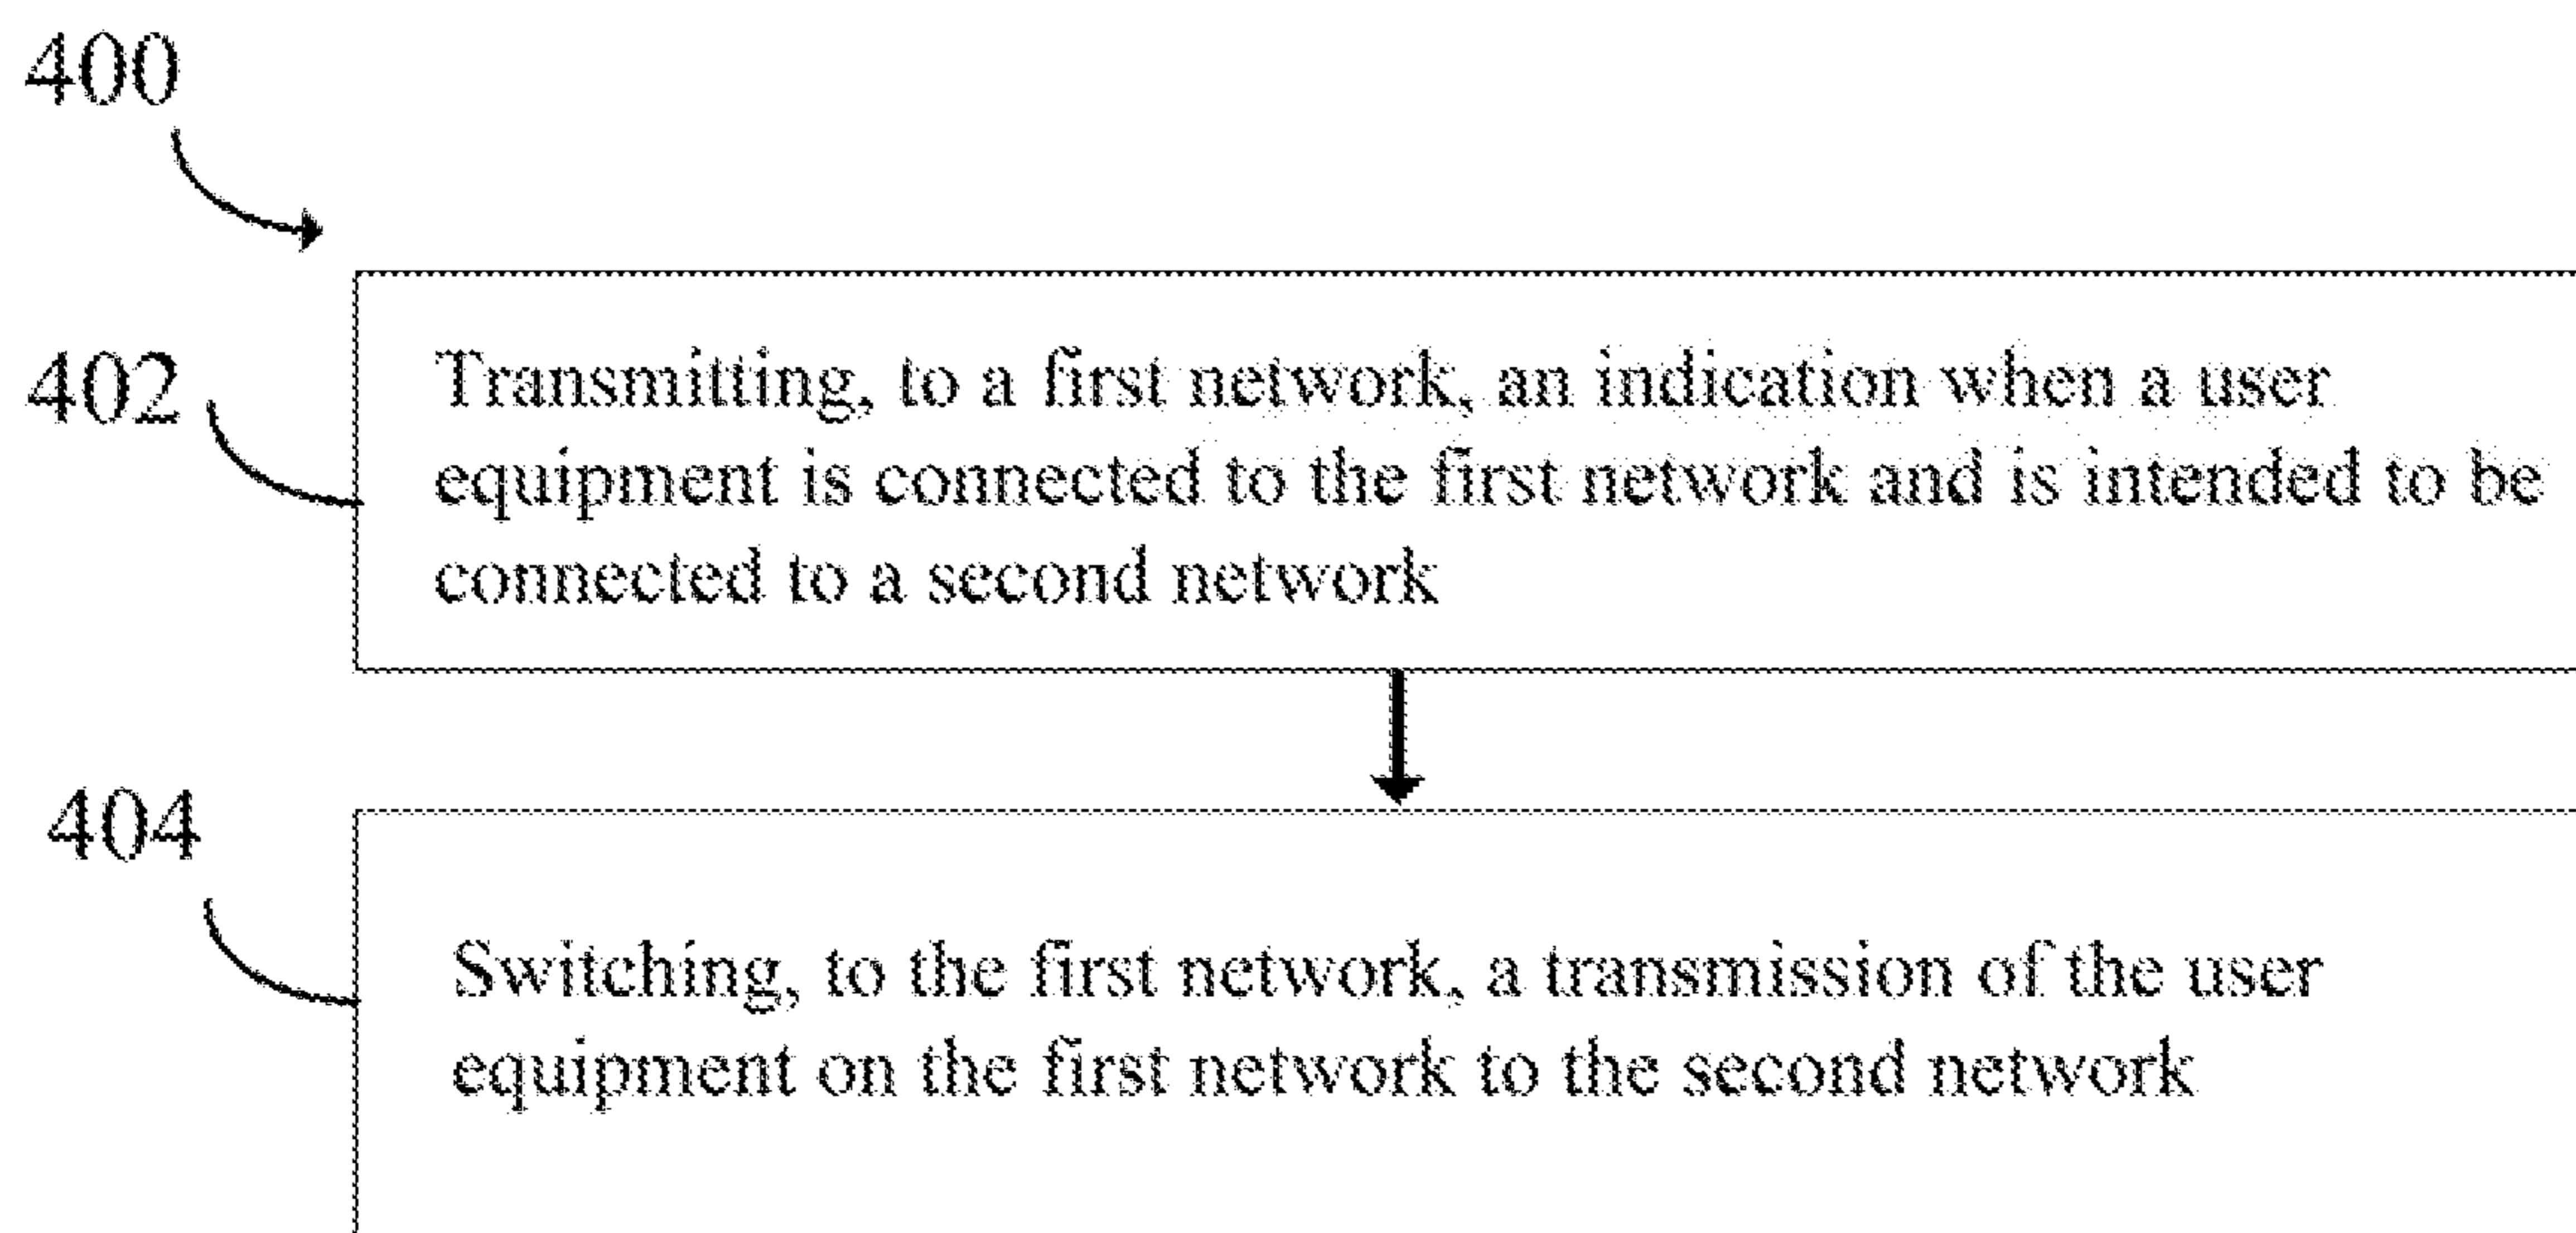 400
402
Transmitting, to a first network, an indication when a user
equipment is connected to the first network and is intended to be
connected to a second network
404
Switching, to the first network, a transmission of the user
equipment on the first network to the second network